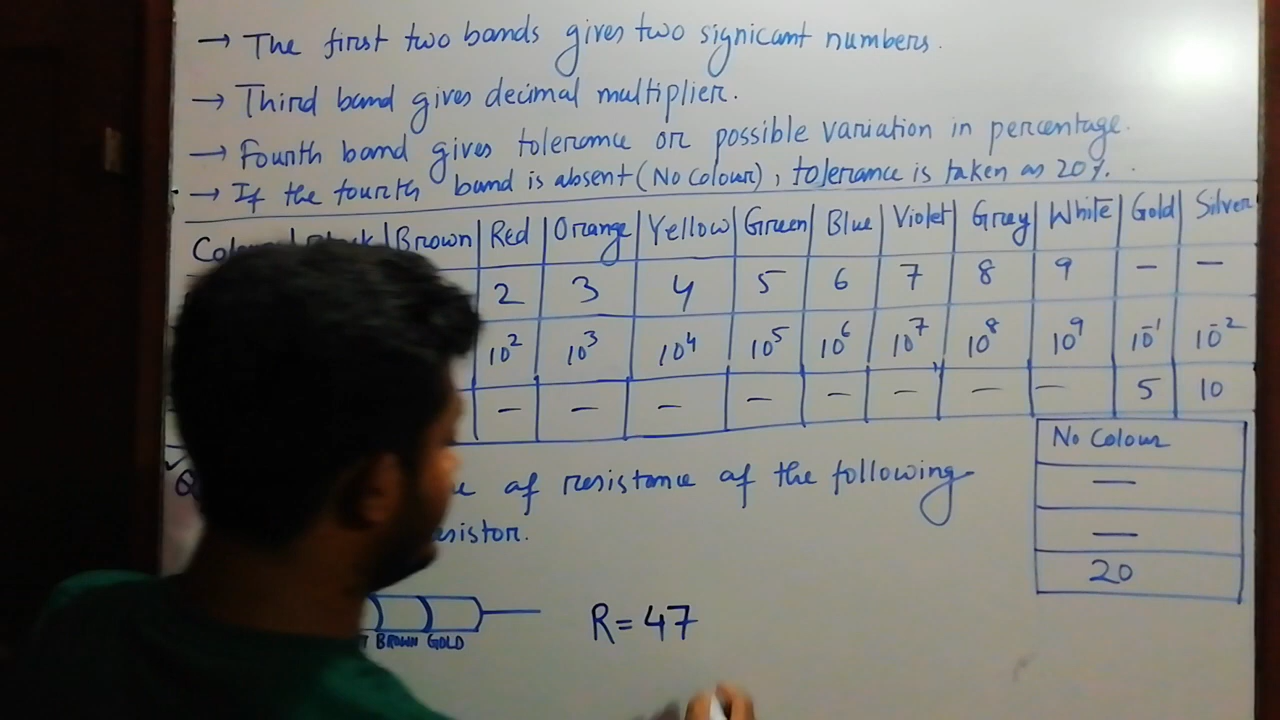 → The first two bands gives two signicant numbers.
→ Third band gives decimal multiplier.
→ Fourth band gives tolerance or possible variation in percentage.
→ If the fourth band is absent (No colour), tolerance is taken as 20%.
Brown Red Orange Yellow Green Blue Violet Gray White Gold Silver
2 3 4 5 6 7 8 9 — —
10² 10³ 10⁴ 10⁵ 10⁶ 10⁷ 10⁸ 10⁹ 10⁻¹ 10⁻²
— — — — — — — — 5 10
No Colour
—
—
20
of resistance of the following
BROWN GOLD
R = 47